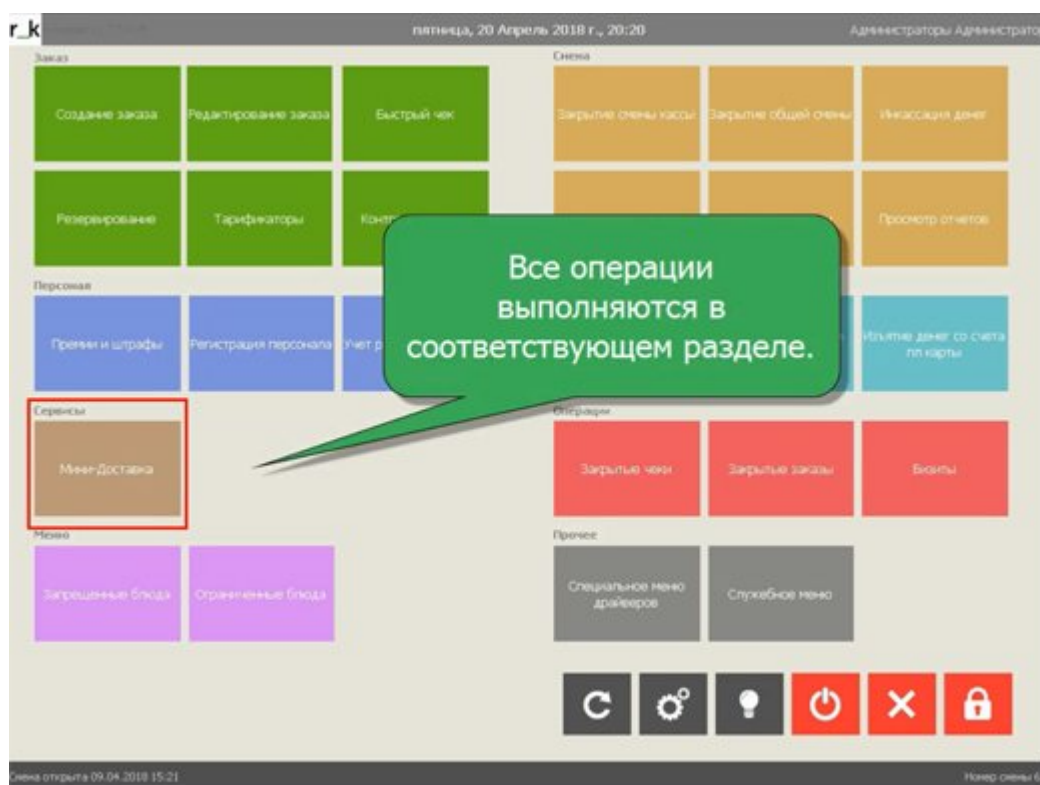 r_k
пятница, 20 Апрель 2018 г., 20:20
Администраторы Администрато
Заказ
Смена
Создание заказа
Редактирование заказа
Быстрый чек
Закрытие смены кассы
Закрытие общей смены
Инкассация денег
Резервирование
Тарификаторы
Просмотр отчетов
Все операции
выполняются в
соответствующем разделе.
Персонал
Премии и штрафы
Регистрация персонала
Учет р
Изъятие денег со счета
пл карты
Сервисы
Операции
Мини-Доставка
Закрытые чеки
Закрытые заказы
Визиты
Меню
Прочее
Запрещенные блюда
Ограниченные блюда
Специальное меню
драйверов
Служебное меню
Смена открыта 09.04.2018 15:21
Номер смены 6